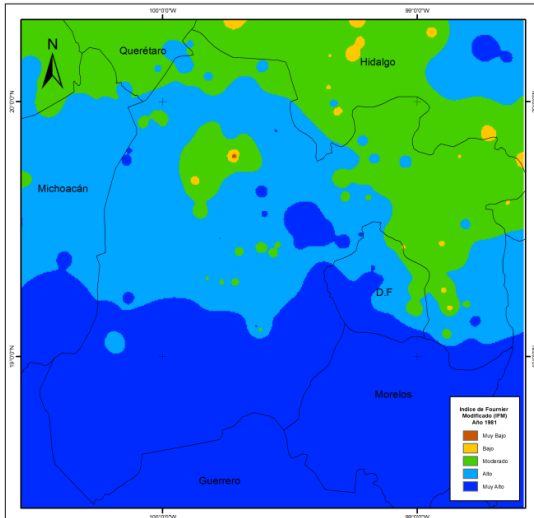 100°0'0"W
99°0'0"W
N
Querétaro
Hidalgo
20°0'0"N
20°0'0"N
Michoacán
D.F
19°0'0"N
19°0'0"N
Morelos
Guerrero
Indice de Fournier
Modificado (IFM)
Año 1981
Muy Bajo
Bajo
Moderado
Alto
Muy Alto
100°0'0"W
99°0'0"W